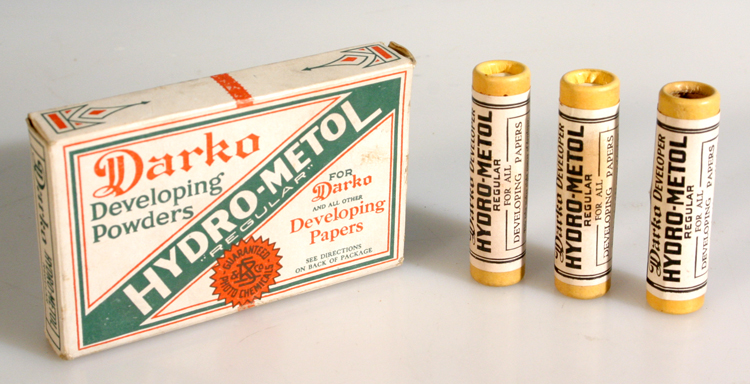 Darko
Developing
Powders
HYDRO-METOL
"REGULAR"
FOR
Darko
AND ALL OTHER
Developing
Papers
SEE DIRECTIONS
ON BACK OF PACKAGE
GUARANTEED
PHOTO CHEMICALS
Darko DEVELOPER
HYDRO-METOL
REGULAR
FOR ALL
DEVELOPING PAPERS
Darko DEVELOPER
HYDRO-METOL
REGULAR
FOR ALL
DEVELOPING PAPERS
Darko DEVELOPER
HYDRO-METOL
REGULAR
FOR ALL
DEVELOPING PAPERS